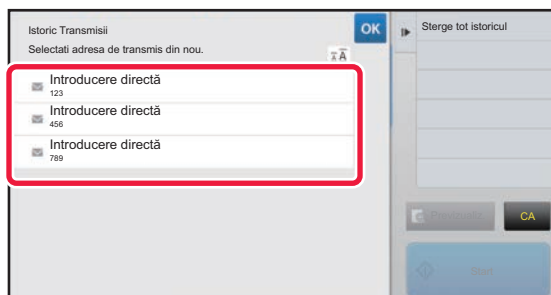 Istoric Transmisii
Selectati adresa de transmis din nou.
OK
Sterge tot istoricul
Introducere directă
123
Introducere directă
456
Introducere directă
789
CA
Start